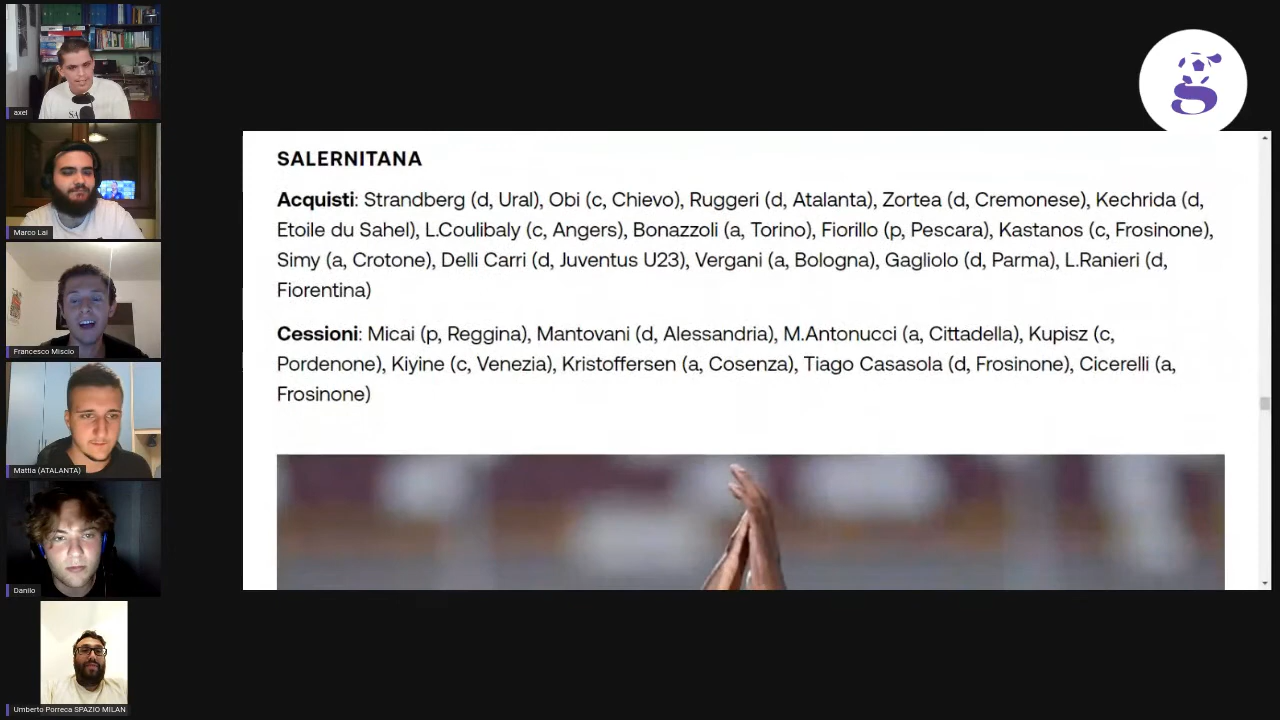 axel
Marco Lai
Francesco Miscio
Mattia (ATALANTA)
Danilo
Umberto Porreca SPAZIO MILAN
SALERNITANA
Acquisti: Strandberg (d, Ural), Obi (c, Chievo), Ruggeri (d, Atalanta), Zortea (d, Cremonese), Kechrida (d,
Etoile du Sahel), L.Coulibaly (c, Angers), Bonazzoli (a, Torino), Fiorillo (p, Pescara), Kastanos (c, Frosinone),
Simy (a, Crotone), Delli Carri (d, Juventus U23), Vergani (a, Bologna), Gagliolo (d, Parma), L.Ranieri (d,
Fiorentina)
Cessioni: Micai (p, Reggina), Mantovani (d, Alessandria), M.Antonucci (a, Cittadella), Kupisz (c,
Pordenone), Kiyine (c, Venezia), Kristoffersen (a, Cosenza), Tiago Casasola (d, Frosinone), Cicerelli (a,
Frosinone)